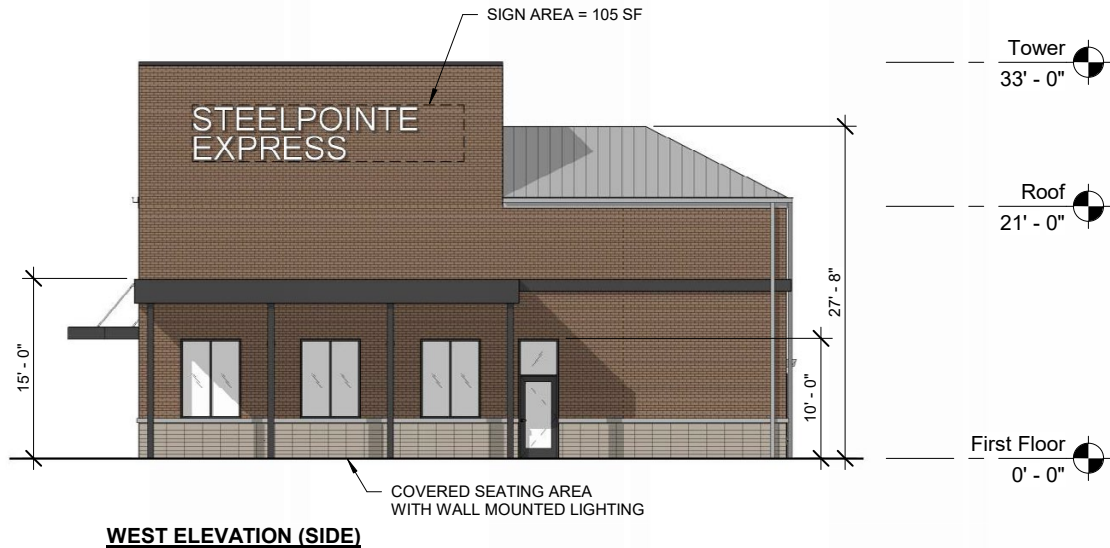 SIGN AREA = 105 SF
Tower
33' - 0"
STEELPOINTE
EXPRESS
Roof
21' - 0"
27' - 8"
15' - 0"
10' - 0"
First Floor
0' - 0"
COVERED SEATING AREA
WITH WALL MOUNTED LIGHTING
WEST ELEVATION (SIDE)